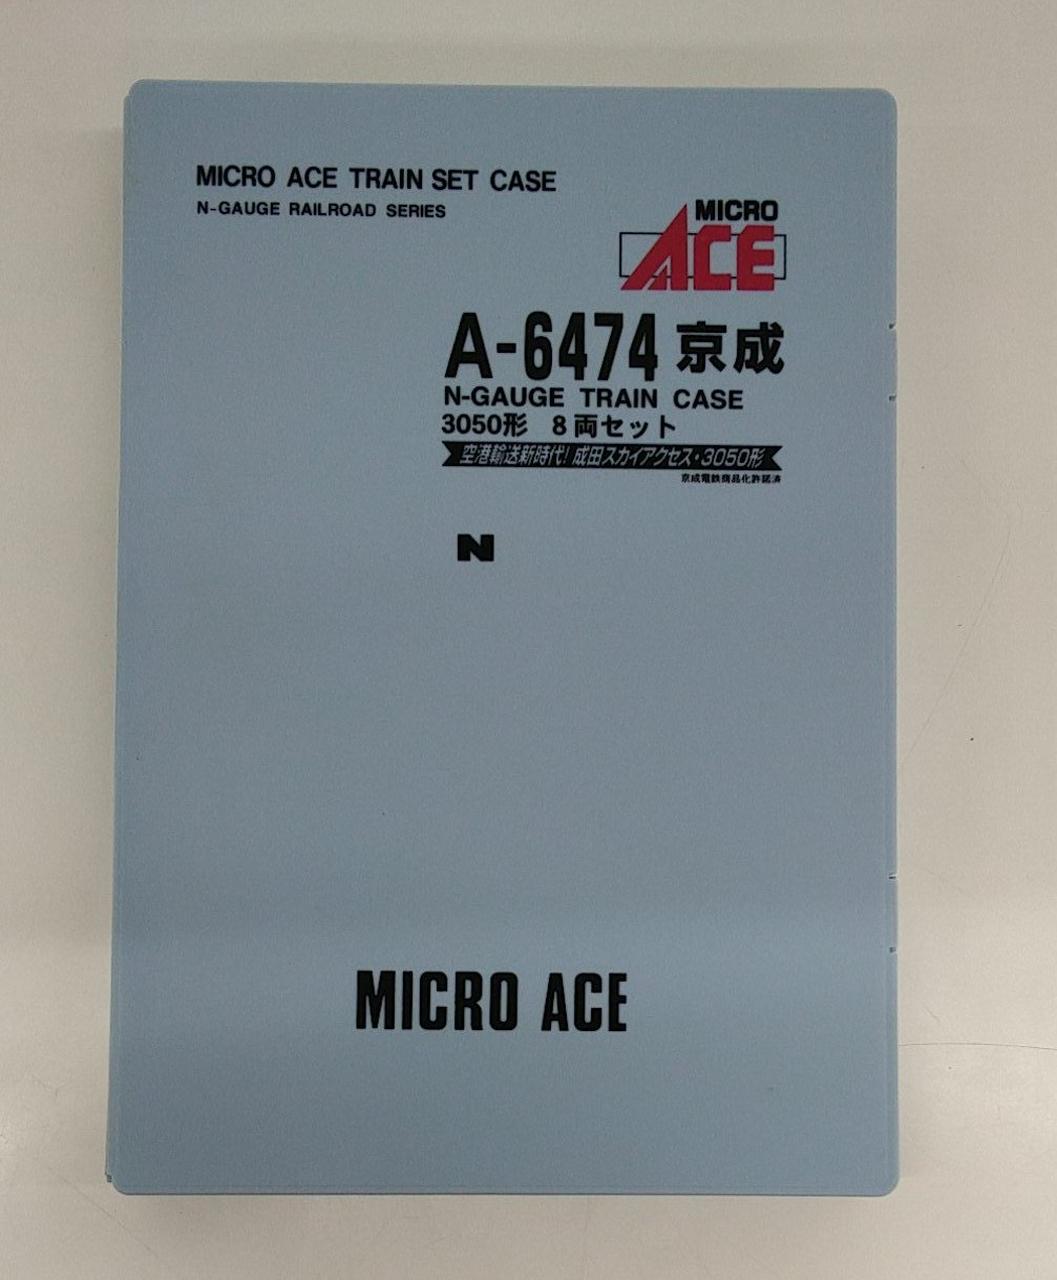 MICRO ACE TRAIN SET CASE
N-GAUGE RAILROAD SERIES
MICRO
ACE
A-6474 京成
N-GAUGE TRAIN CASE
3050形 8両セット
空港輸送新時代!成田スカイアクセス・3050形
京成電鉄商品化許諾済
N
MICRO ACE